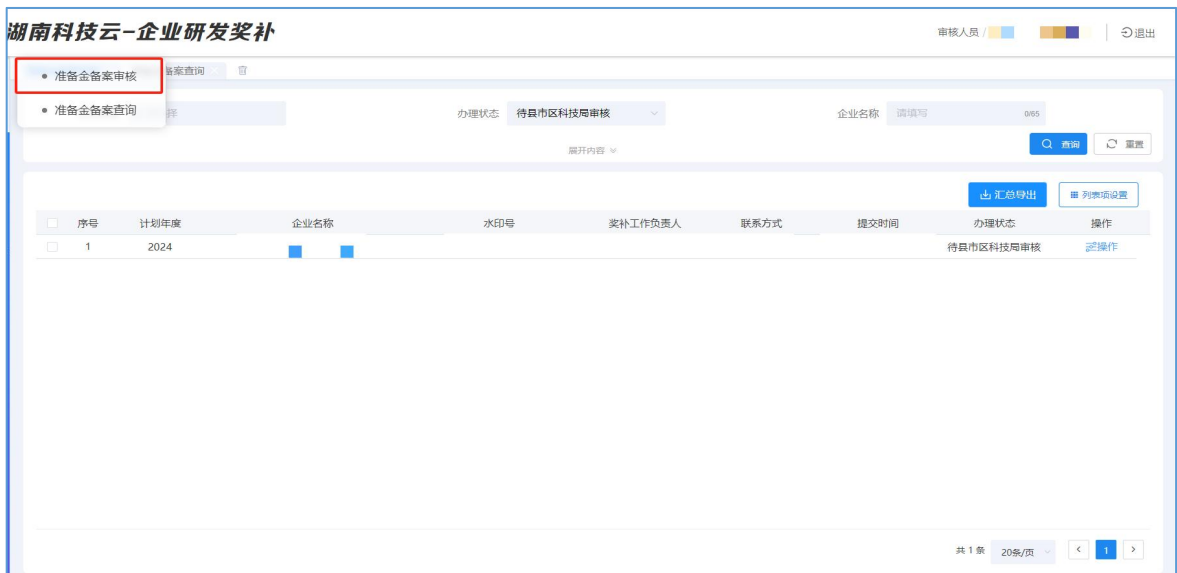 湖南科技云-企业研发奖补
审核人员 /
退出
准备金备案审核
备案查询
准备金备案查询
择
办理状态 待县市区科技局审核
企业名称 请填写 0/65
展开内容
查询 重置
汇总导出 列表项设置
序号 计划年度 企业名称 水印号 奖补工作负责人 联系方式 提交时间 办理状态 操作
1 2024 待县市区科技局审核 操作
共 1 条 20条/页 < 1 >